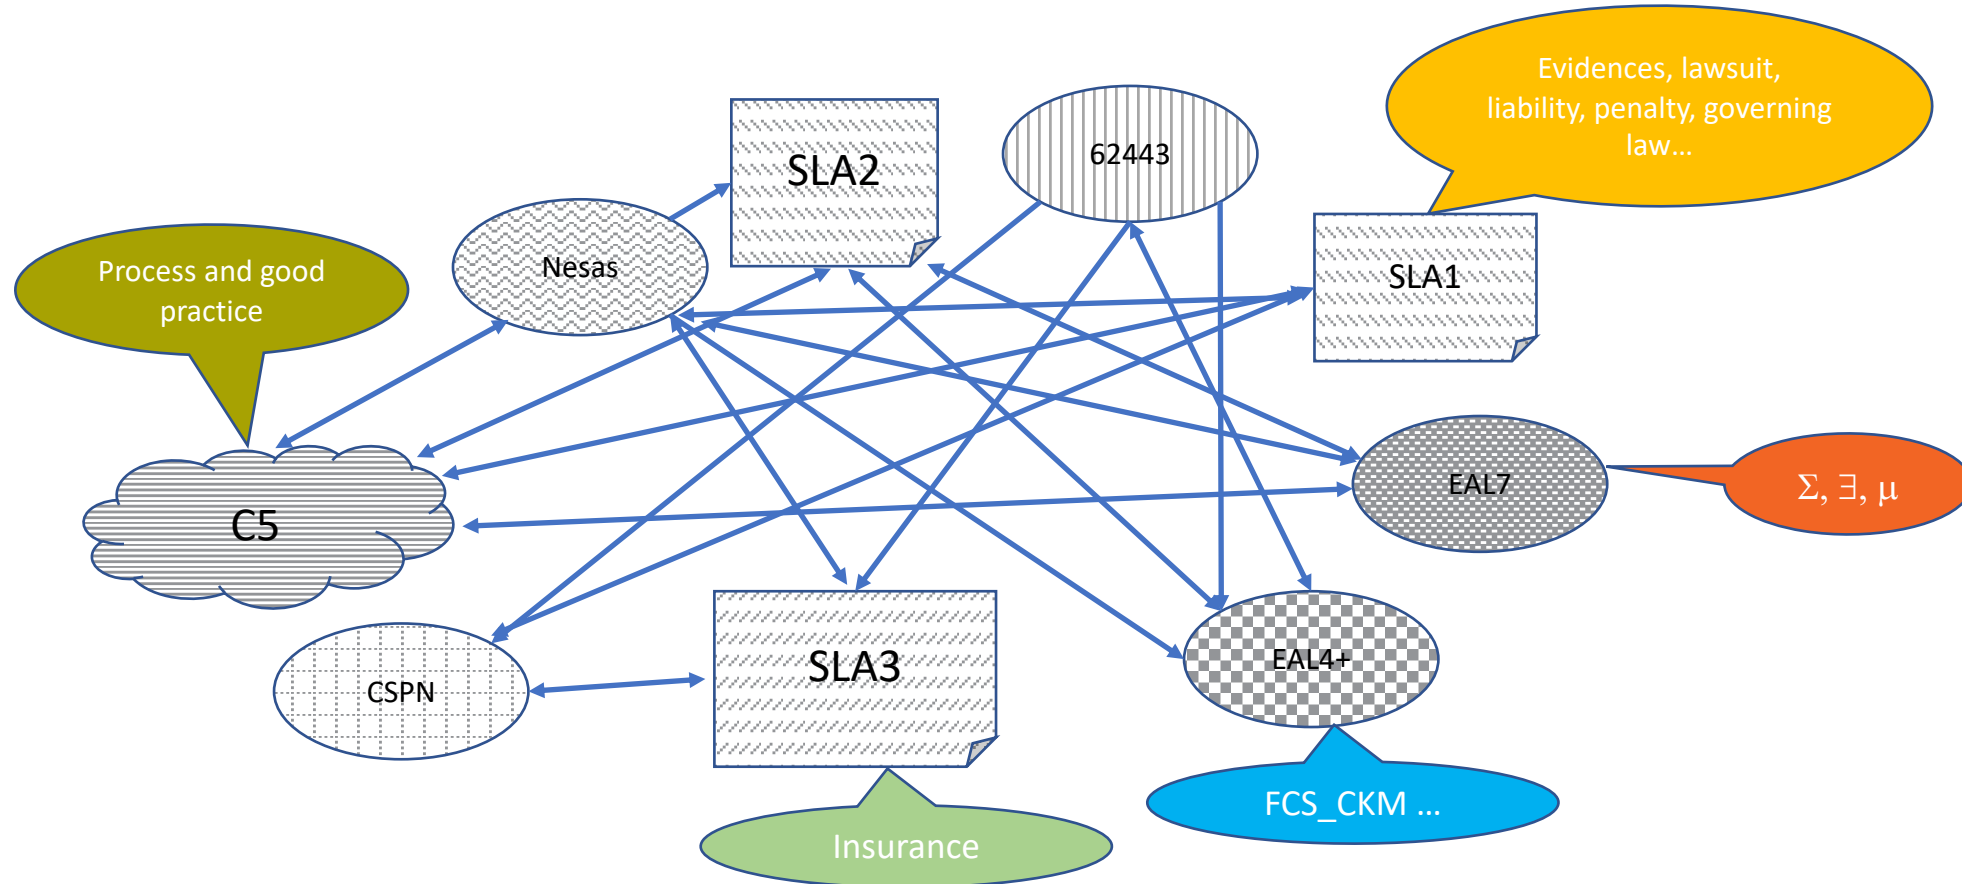 Evidences, lawsuit,
liability, penalty, governing
law...
SLA2
62443
Nesas
SLA1
Process and good
practice
EAL7
Σ, ∃, μ
C5
SLA3
EAL4+
CSPN
FCS_CKM ...
Insurance